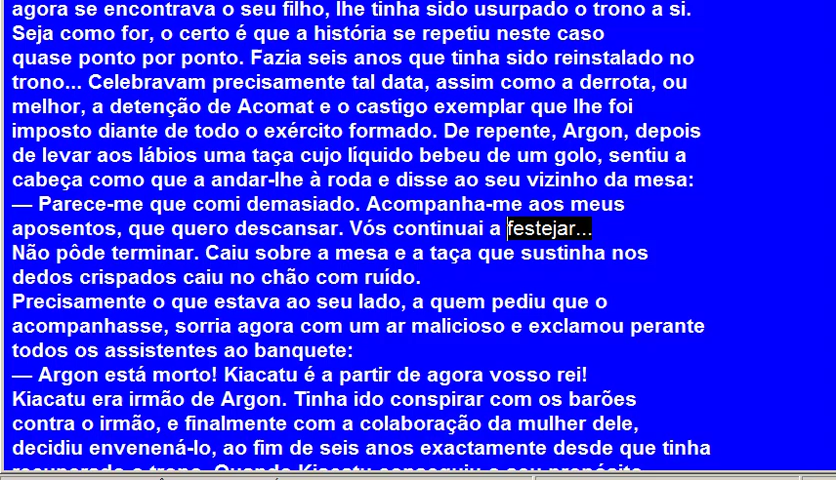 agora se encontrava o seu filho, lhe tinha sido usurpado o trono a si.
Seja como for, o certo é que a história se repetiu neste caso
quase ponto por ponto. Fazia seis anos que tinha sido reinstalado no
trono... Celebravam precisamente tal data, assim como a derrota, ou
melhor, a detenção de Acomat e o castigo exemplar que lhe foi
imposto diante de todo o exército formado. De repente, Argon, depois
de levar aos lábios uma taça cujo líquido bebeu de um golo, sentiu a
cabeça como que a andar-lhe à roda e disse ao seu vizinho da mesa:
— Parece-me que comi demasiado. Acompanha-me aos meus
aposentos, que quero descansar. Vós continuai a festejar...
Não pôde terminar. Caiu sobre a mesa e a taça que sustinha nos
dedos crispados caiu no chão com ruído.
Precisamente o que estava ao seu lado, a quem pediu que o
acompanhasse, sorria agora com um ar malicioso e exclamou perante
todos os assistentes ao banquete:
— Argon está morto! Kiacatu é a partir de agora vosso rei!
Kiacatu era irmão de Argon. Tinha ido conspirar com os barões
contra o irmão, e finalmente com a colaboração da mulher dele,
decidiu envenená-lo, ao fim de seis anos exactamente desde que tinha
recuperado o trono. Quando Kiacatu conseguiu o seu propósito